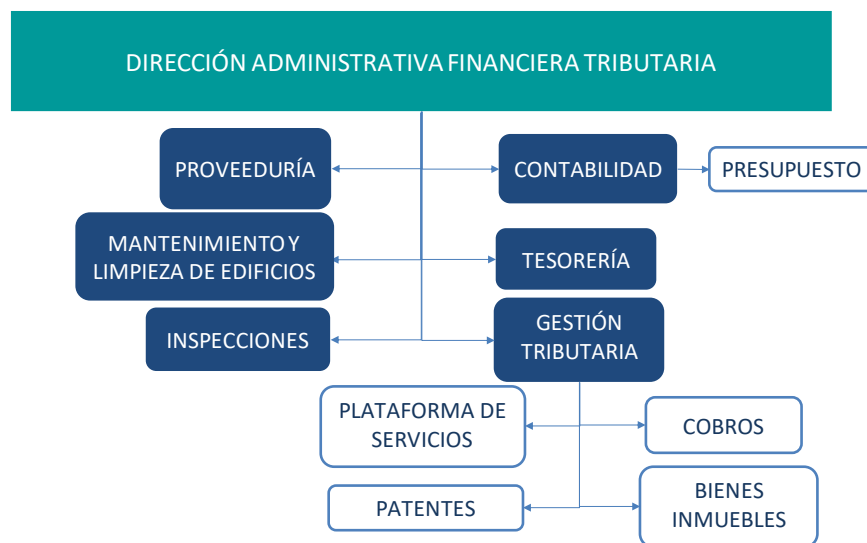 DIRECCIÓN ADMINISTRATIVA FINANCIERA TRIBUTARIA
PROVEEDURÍA
CONTABILIDAD
PRESUPUESTO
MANTENIMIENTO Y
LIMPIEZA DE EDIFICIOS
TESORERÍA
INSPECCIONES
GESTIÓN
TRIBUTARIA
PLATAFORMA DE
SERVICIOS
COBROS
PATENTES
BIENES
INMUEBLES